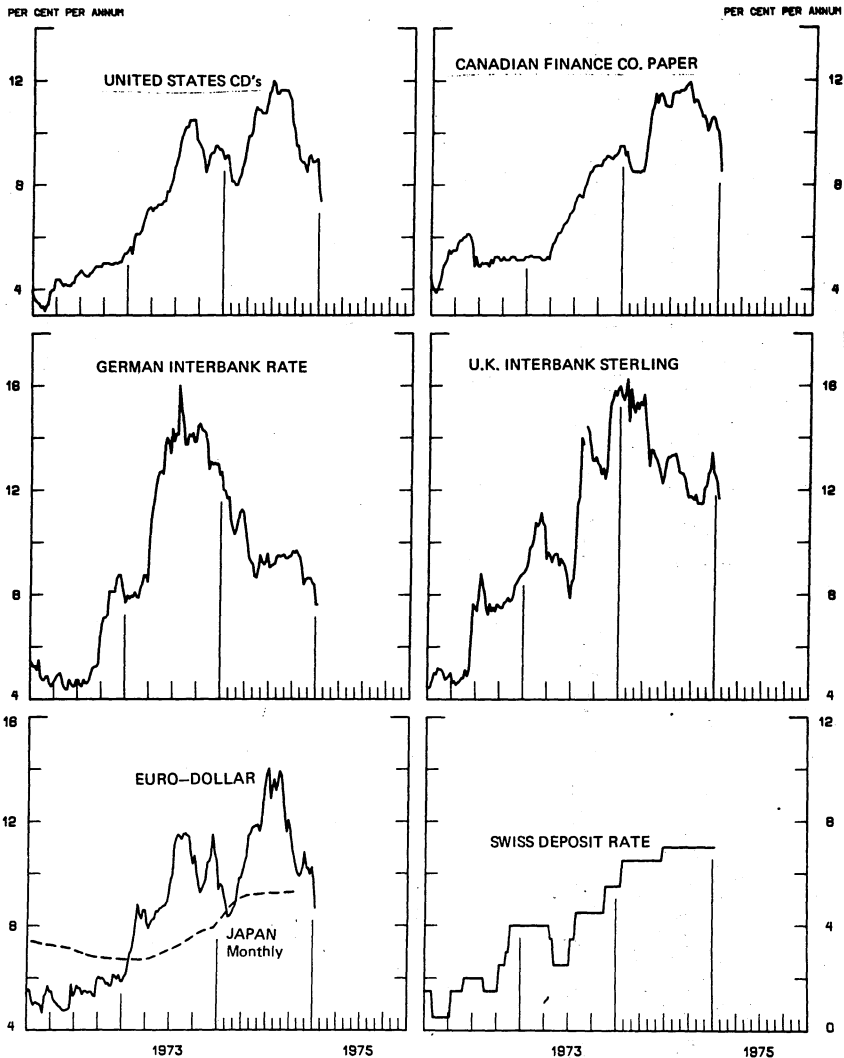 PER CENT PER ANNUM
PER CENT PER ANNUM
UNITED STATES CD's
12
8
4
CANADIAN FINANCE CO. PAPER
12
8
4
GERMAN INTERBANK RATE
16
12
8
4
U.K. INTERBANK STERLING
16
12
8
4
EURO-DOLLAR
16
12
8
4
JAPAN
Monthly
1973
1975
SWISS DEPOSIT RATE
12
8
4
0
1973
1975